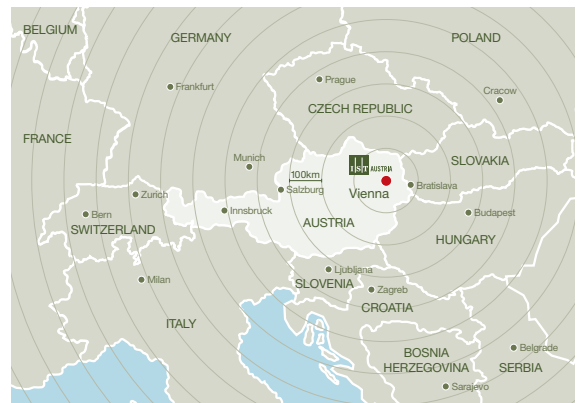 BELGIUM
GERMANY
POLAND
Frankfurt
Prague
Cracow
CZECH REPUBLIC
FRANCE
Munich
IST AUSTRIA
SLOVAKIA
100km
Salzburg
Vienna
Bratislava
Zurich
Innsbruck
Bern
SWITZERLAND
AUSTRIA
Budapest
HUNGARY
Milan
Ljubljana
SLOVENIA
Zagreb
CROATIA
ITALY
BOSNIA
HERZEGOVINA
Belgrade
SERBIA
Sarajevo